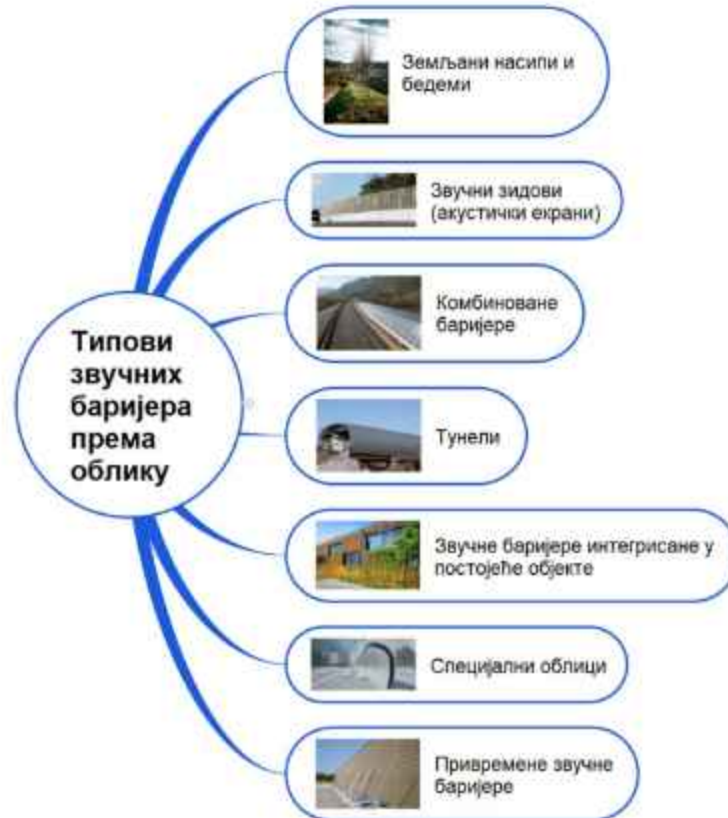 Типови
звучних
баријера
према
облику
Земљани насипи и
бедеми
Звучни зидови
(акустички екрани)
Комбиноване
баријере
Тунели
Звучне баријере интегрисане у
постојеће објекте
Специјални облици
Привремене звучне
баријере